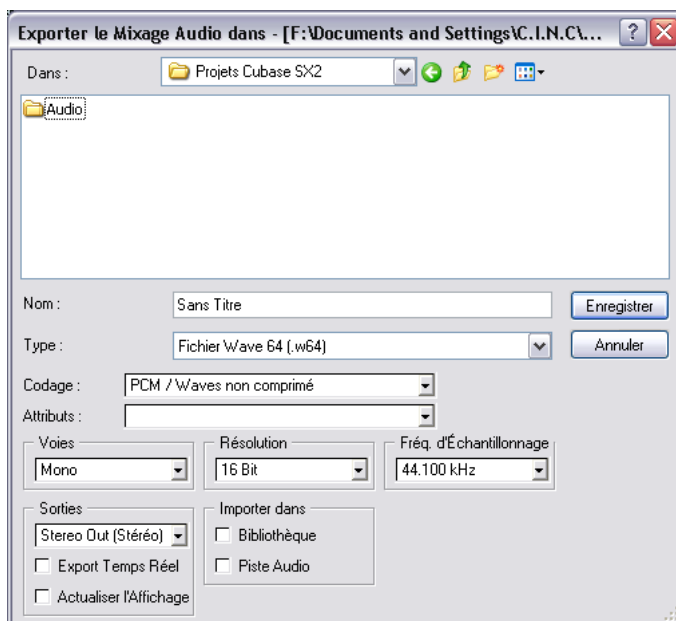 Exporter le Mixage Audio dans - [F:\Documents and Settings\C.I.N.C\...
Dans :
Projets Cubase SX2
Audio
Nom :
Sans Titre
Enregistrer
Type :
Fichier Wave 64 (.w64)
Annuler
Codage :
PCM / Waves non comprimé
Attributs :
Voies
Résolution
Fréq. d'Échantillonnage
Mono
16 Bit
44.100 kHz
Sorties
Importer dans
Stereo Out (Stéréo)
Bibliothèque
Export Temps Réel
Piste Audio
Actualiser l'Affichage